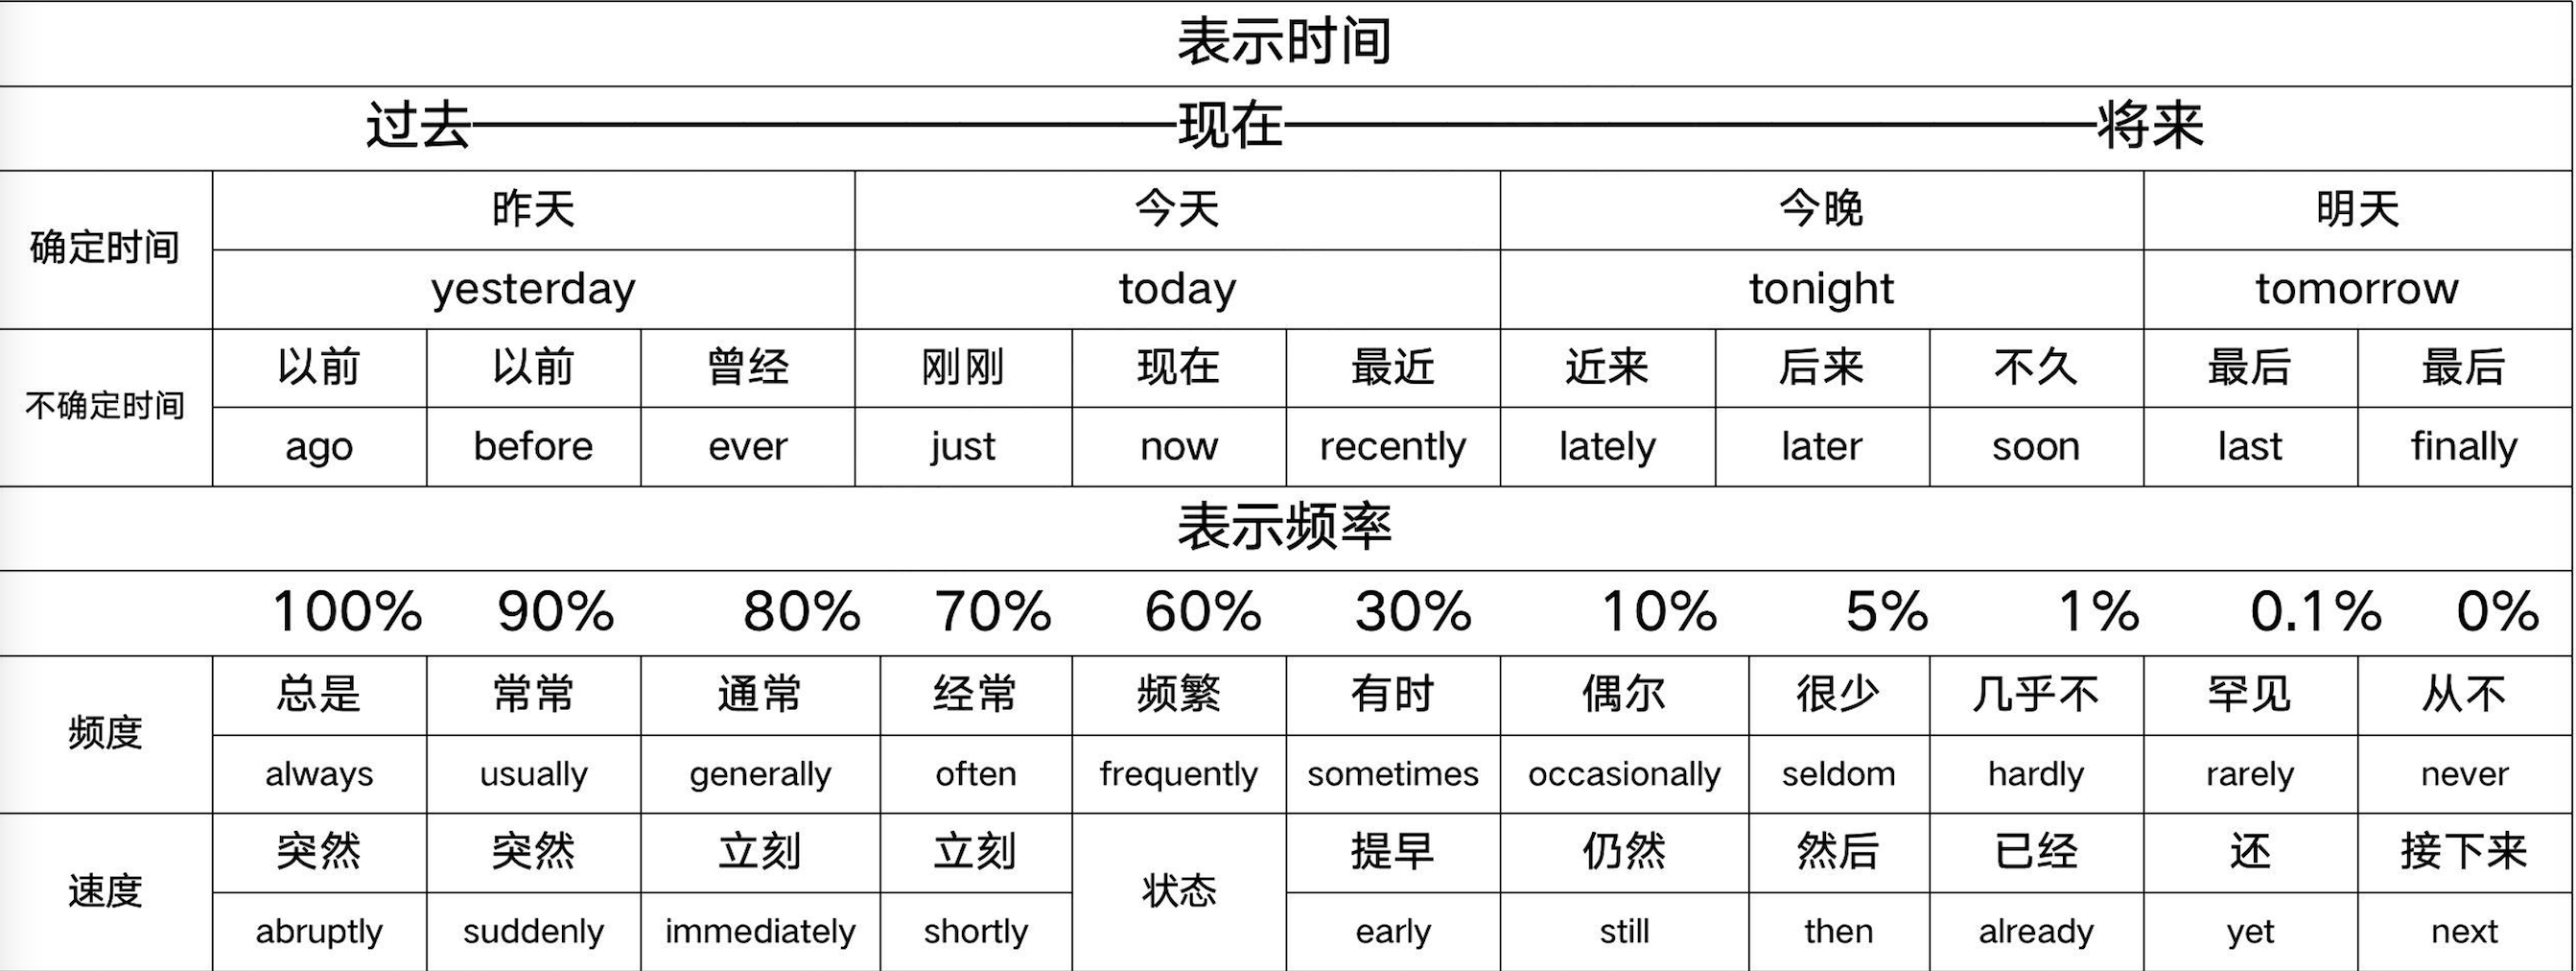 表示时间
过去————现在————将来
确定时间 昨天 今天 今晚 明天
yesterday today tonight tomorrow
不确定时间 以前 以前 曾经 刚刚 现在 最近 近来 后来 不久 最后 最后
ago before ever just now recently lately later soon last finally
表示频率
100% 90% 80% 70% 60% 30% 10% 5% 1% 0.1% 0%
频度 总是 常常 通常 经常 频繁 有时 偶尔 很少 几乎不 罕见 从不
always usually generally often frequently sometimes occasionally seldom hardly rarely never
速度 突然 突然 立刻 立刻 状态 提早 仍然 然后 已经 还 接下来
abruptly suddenly immediately shortly early still then already yet next